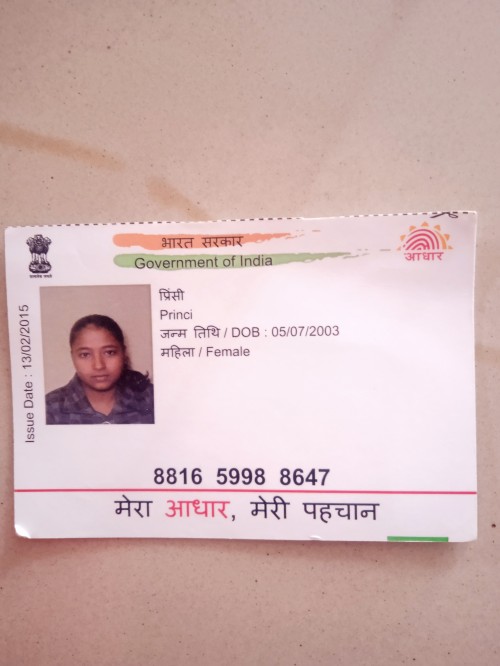 भारत सरकार
Government of India
आधार
Issue Date : 13/02/2015
प्रिंसी
Princi
जन्म तिथि / DOB : 05/07/2003
महिला / Female
8816 5998 8647
मेरा आधार, मेरी पहचान